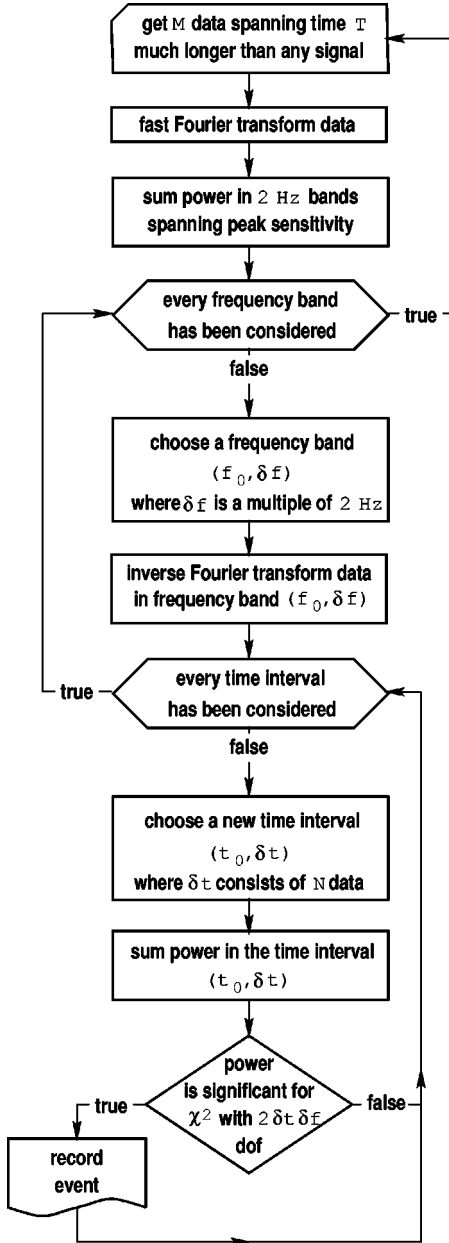 get M data spanning time T
much longer than any signal
fast Fourier transform data
sum power in 2 Hz bands
spanning peak sensitivity
every frequency band
has been considered
true
false
choose a frequency band
(f₀,δf)
where δf is a multiple of 2 Hz
inverse Fourier transform data
in frequency band (f₀,δf)
every time interval
has been considered
true
false
choose a new time interval
(t₀,δt)
where δt consists of N data
sum power in the time interval
(t₀,δt)
power
is significant for
χ² with 2δtδf
dof
true
false
record
event